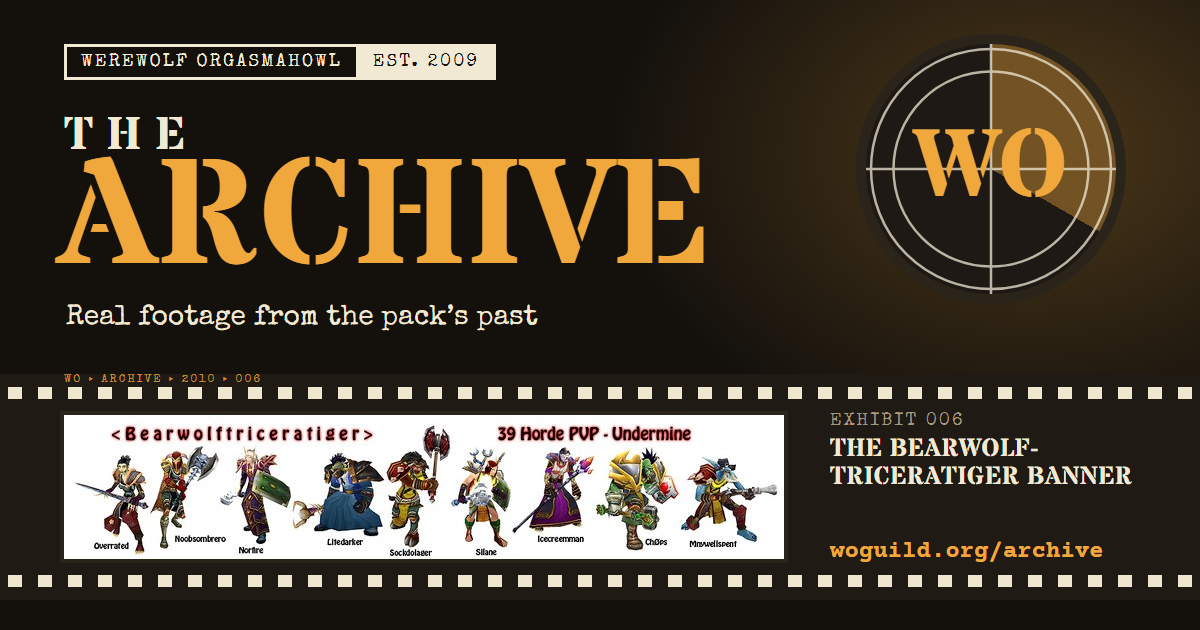 WEREWOLF ORGASMAHOWL EST. 2009
THE
ARCHIVE
WO
Real footage from the pack's past
WO ▸ ARCHIVE ▸ 2010 ▸ 006
<Bearwolftriceratiger> 39 Horde PVP - Undermine
Overrated
Noobsombrero
Norfire
Litedarker
Sockdolager
Silane
Icecreemman
ChØps
Mnxwellspent
EXHIBIT 006
THE BEARWOLF-
TRICERATIGER BANNER
woguild.org/archive